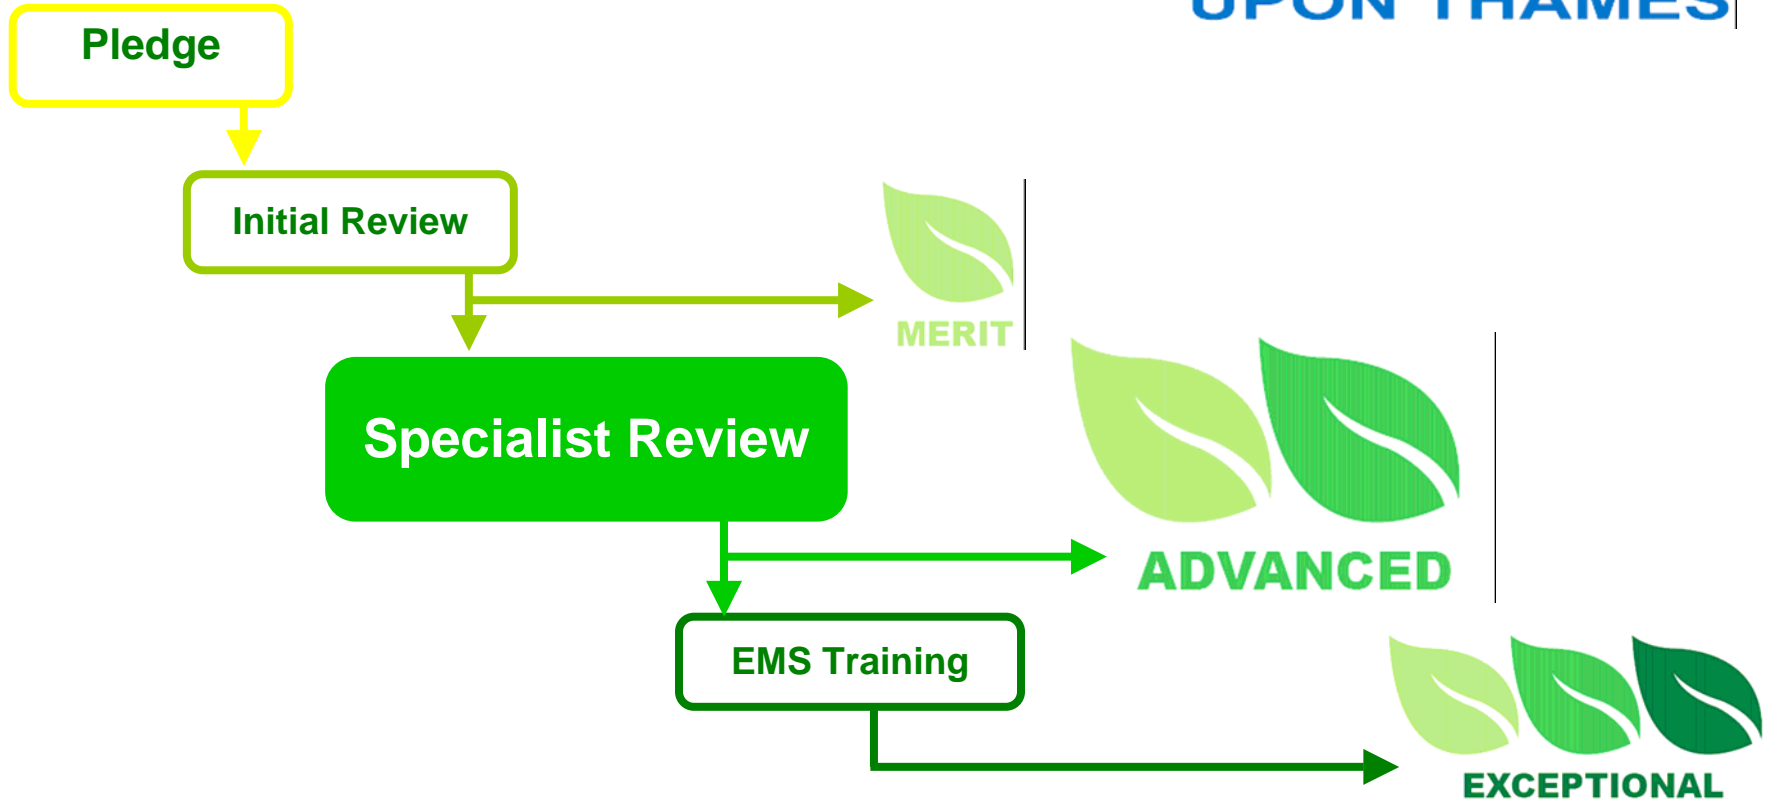 UPON THAMES
Pledge
Initial Review
MERIT
Specialist Review
ADVANCED
EMS Training
EXCEPTIONAL